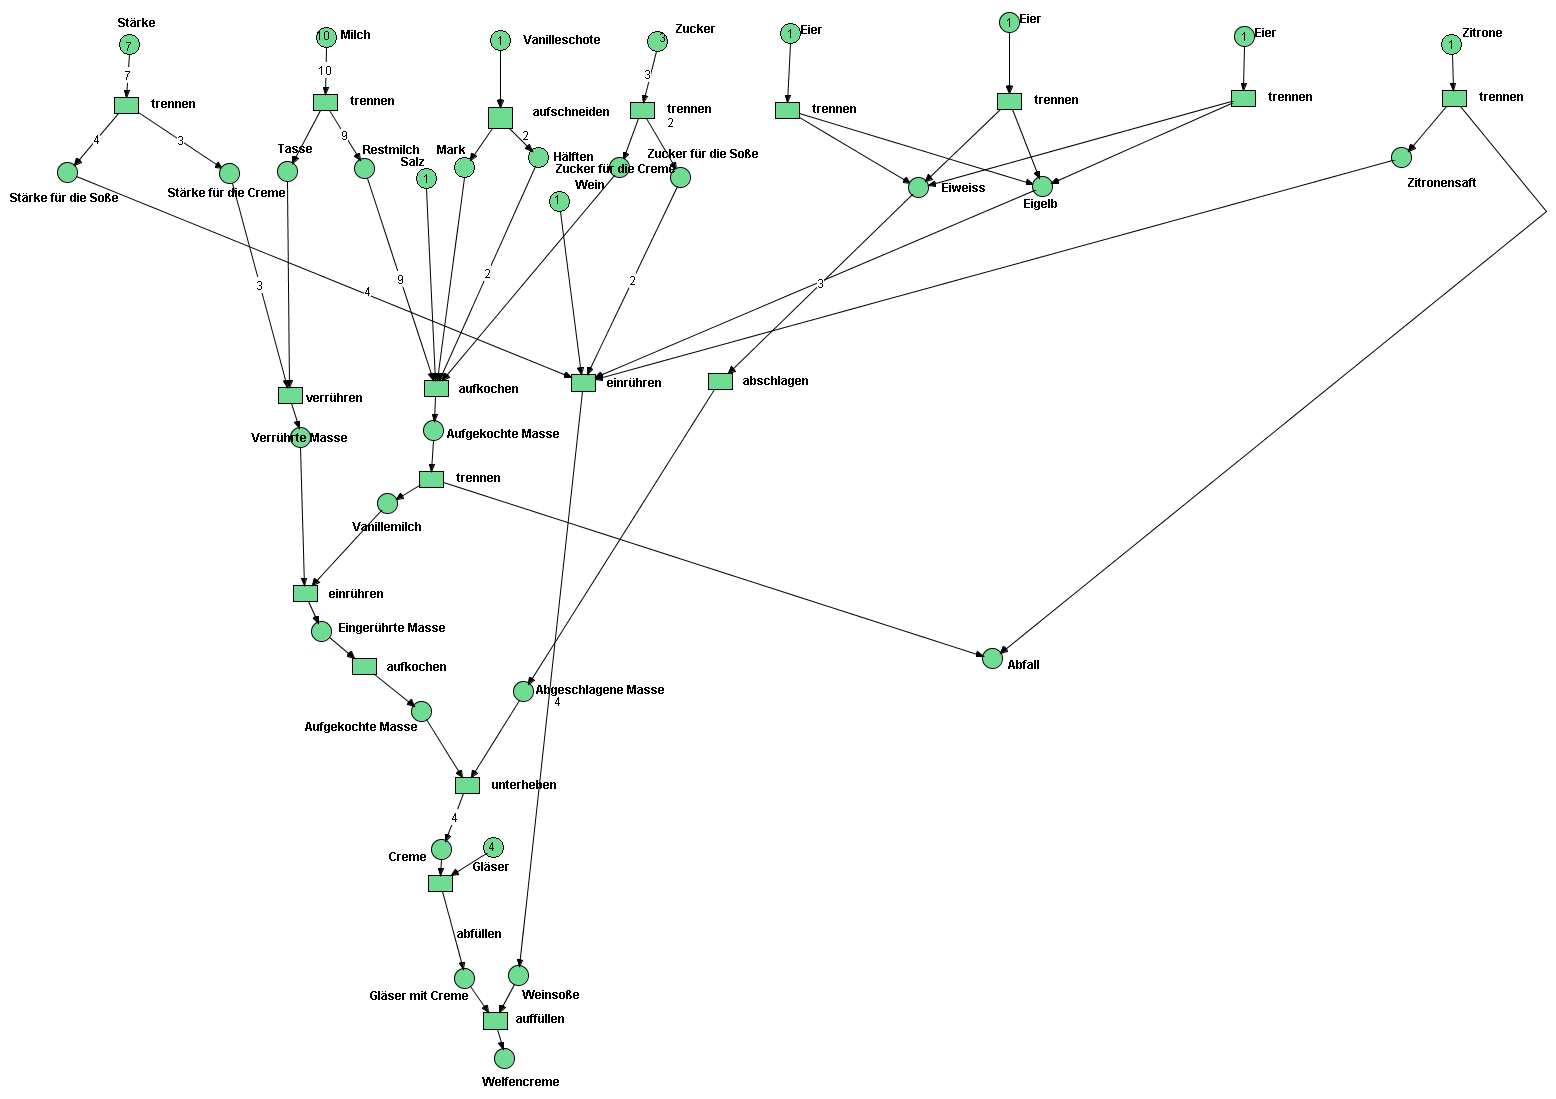 Stärke
7
7
trennen
4
3
Stärke für die Soße
Stärke für die Creme
10
Milch
10
trennen
9
Tasse
Restmilch
1
Vanilleschote
aufschneiden
2
Mark
Hälften
Salz
1
3
Zucker
3
trennen
2
Zucker für die Creme
Zucker für die Soße
Wein
1
1
Eier
trennen
1
Eier
trennen
1
Eier
trennen
Eiweiss
Eigelb
1
Zitrone
trennen
Zitronensaft
3
4
9
2
2
3
verrühren
aufkochen
einrühren
abschlagen
Verrührte Masse
Aufgekochte Masse
trennen
Vanillemilch
einrühren
Eingerührte Masse
aufkochen
Abfall
Abgeschlagene Masse
4
Aufgekochte Masse
unterheben
4
Creme
4
Gläser
abfüllen
Gläser mit Creme
Weinsoße
auffüllen
Welfencreme